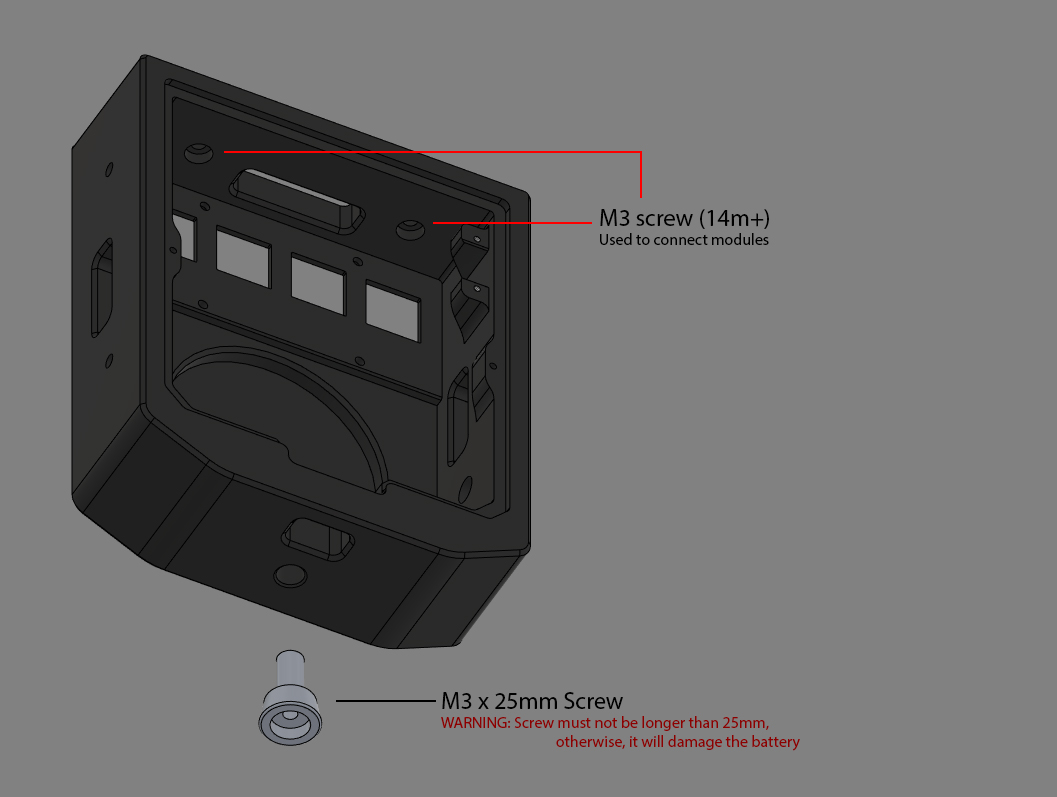 M3 screw (14m+)
Used to connect modules
M3 x 25mm Screw
WARNING: Screw must not be longer than 25mm,
otherwise, it will damage the battery